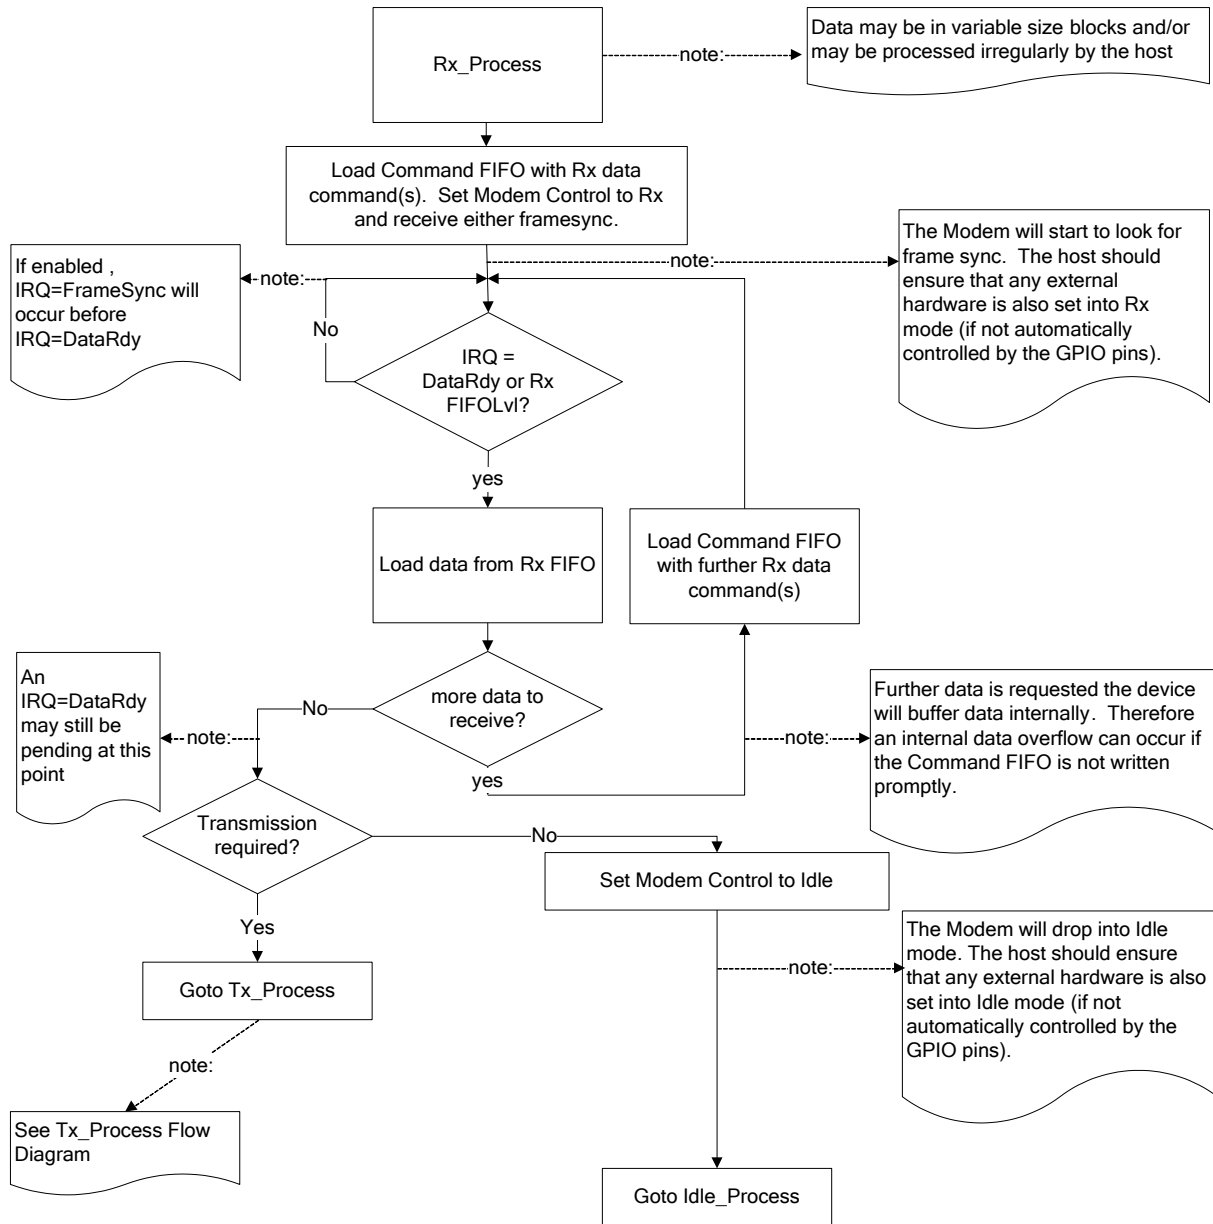 Rx_Process
note:
Data may be in variable size blocks and/or
may be processed irregularly by the host
Load Command FIFO with Rx data
command(s).  Set Modem Control to Rx
and receive either framesync.
If enabled ,
IRQ=FrameSync will
occur before
IRQ=DataRdy
note:
note:
The Modem will start to look for
frame sync.  The host should
ensure that any external
hardware is also set into Rx
mode (if not automatically
controlled by the GPIO pins).
No
IRQ =
DataRdy or Rx
FIFOLvl?
yes
Load data from Rx FIFO
Load Command FIFO
with further Rx data
command(s)
An
IRQ=DataRdy
may still be
pending at this
point
note:
No
more data to
receive?
yes
note:
Further data is requested the device
will buffer data internally.  Therefore
an internal data overflow can occur if
the Command FIFO is not written
promptly.
Transmission
required?
No
Set Modem Control to Idle
Yes
Goto Tx_Process
note:
The Modem will drop into Idle
mode. The host should ensure
that any external hardware is also
set into Idle mode (if not
automatically controlled by the
GPIO pins).
note:
See Tx_Process Flow
Diagram
Goto Idle_Process